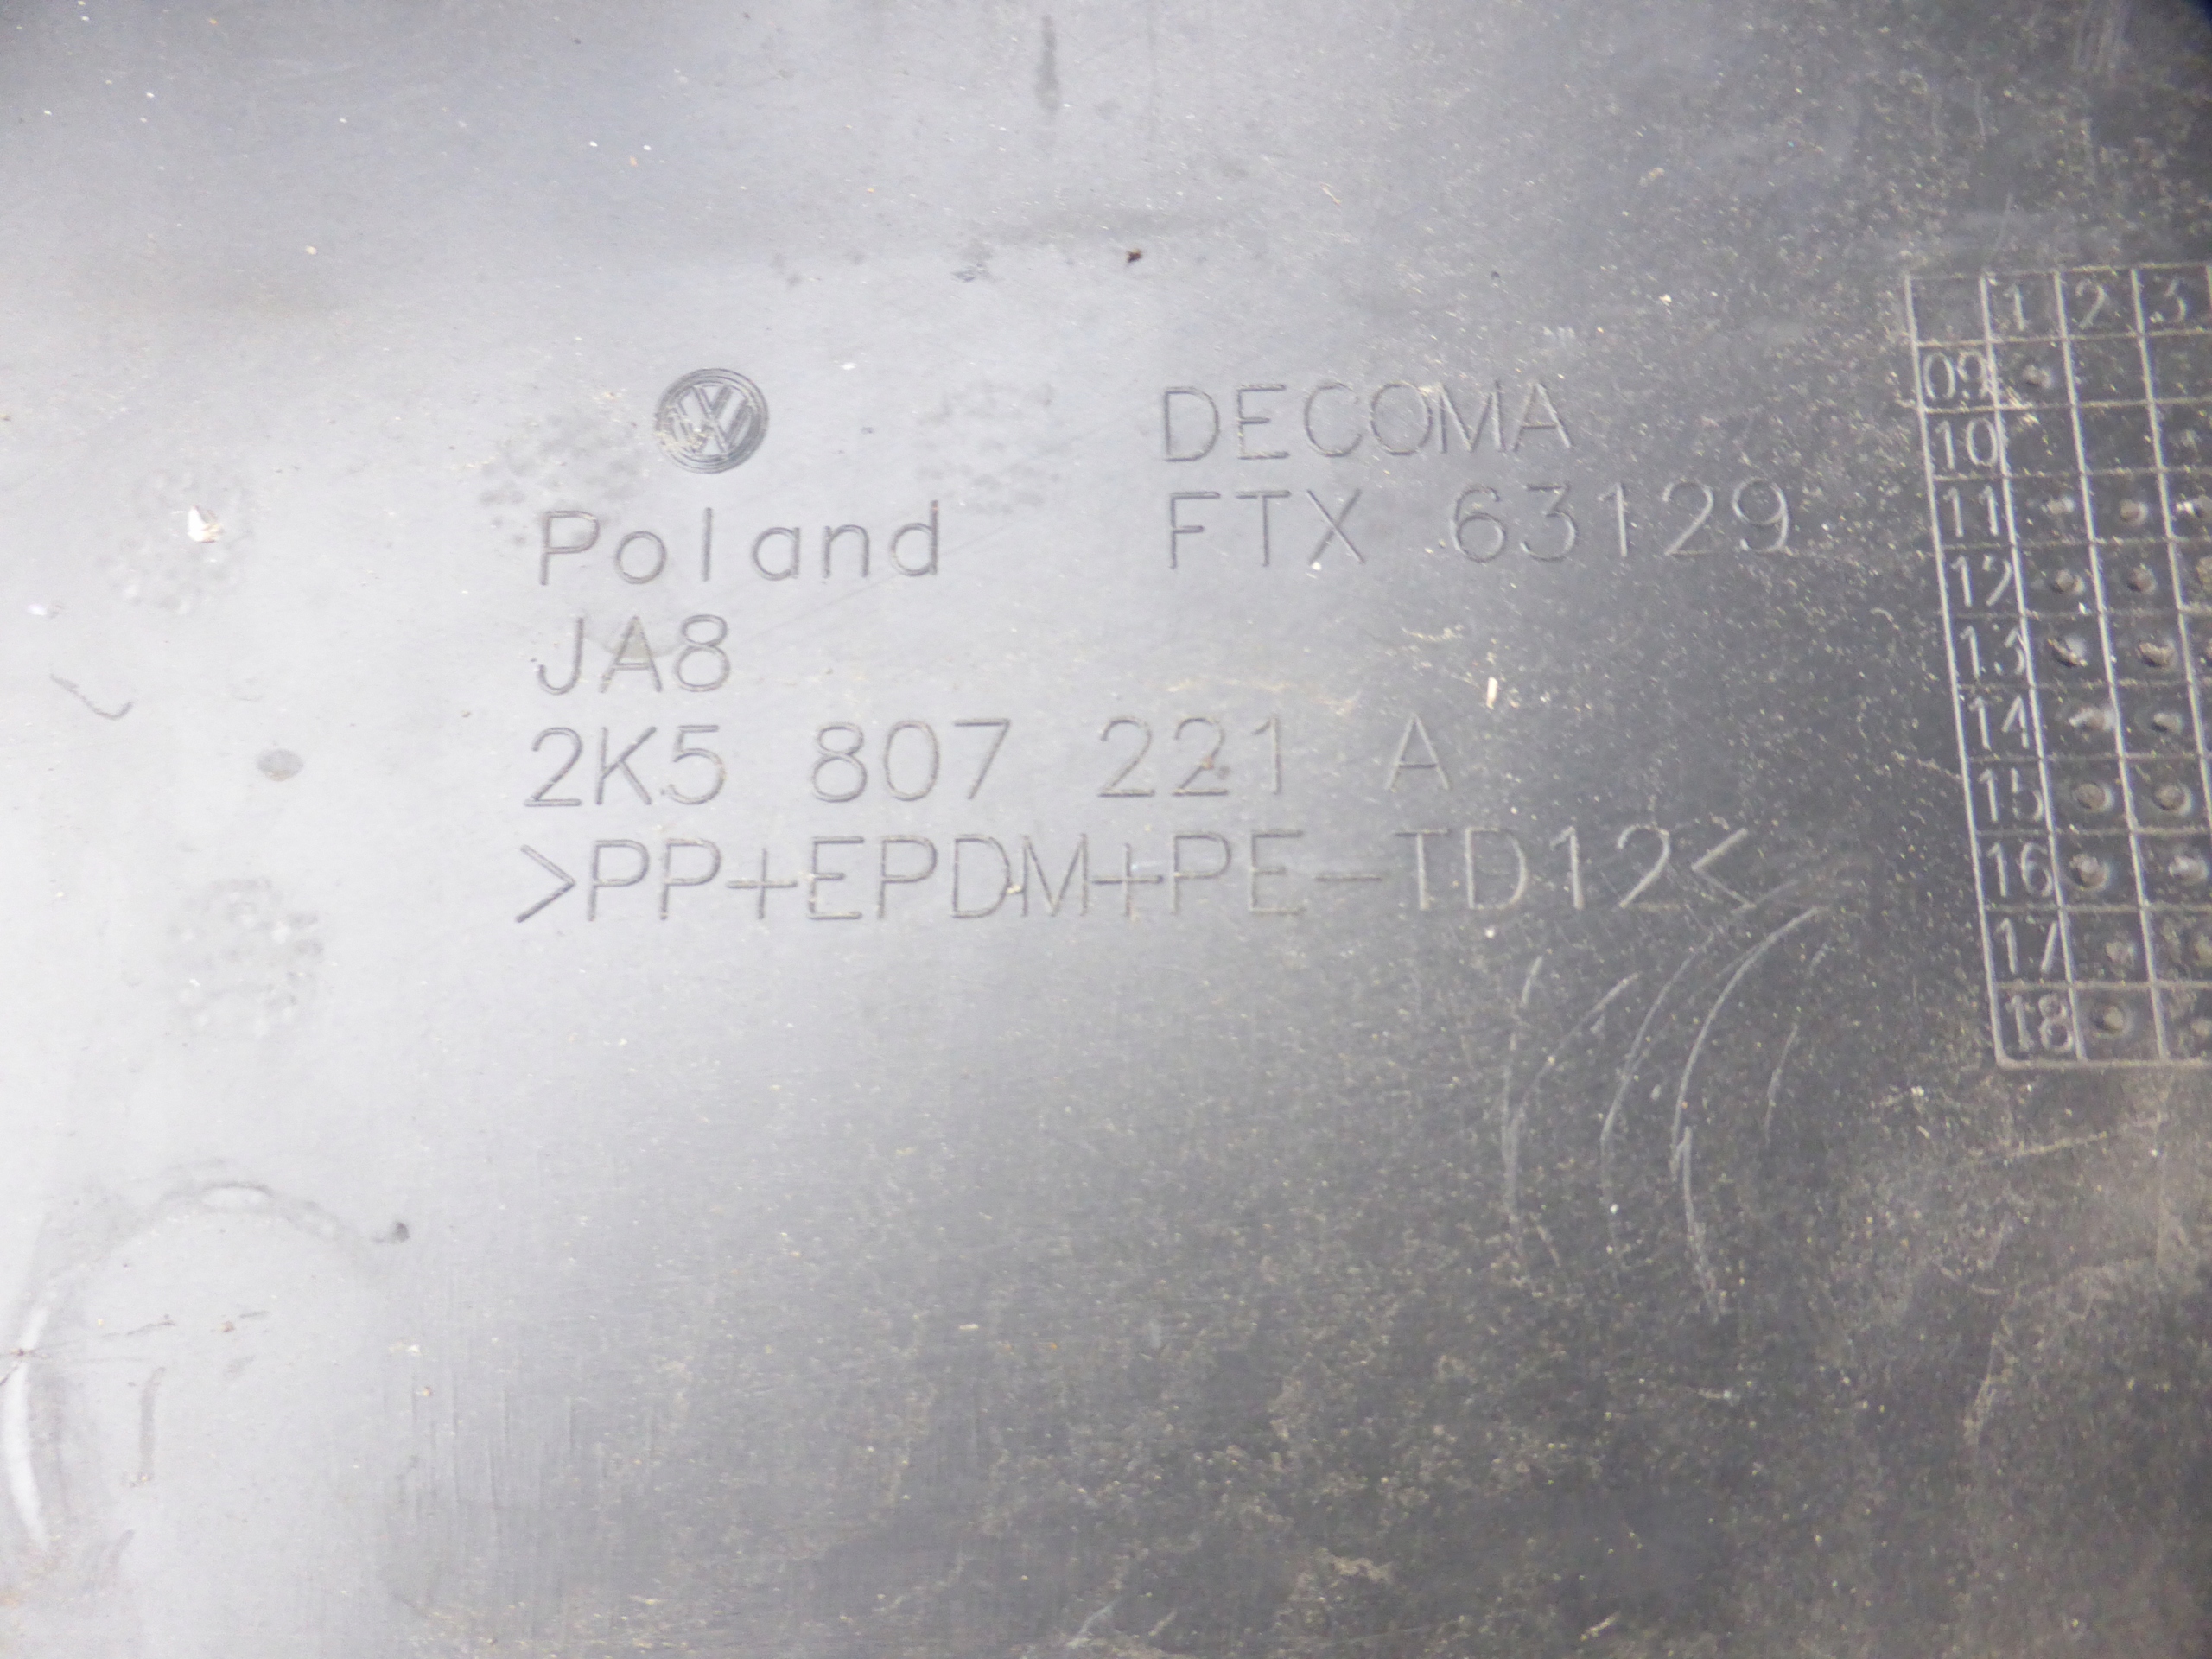 DECOMA
Poland FTX 63129
JA8
2K5 807 221 A
>PP+EPDM+PE-TD12<
1 2 3
09
10
11
12
13
14
15
16
17
18